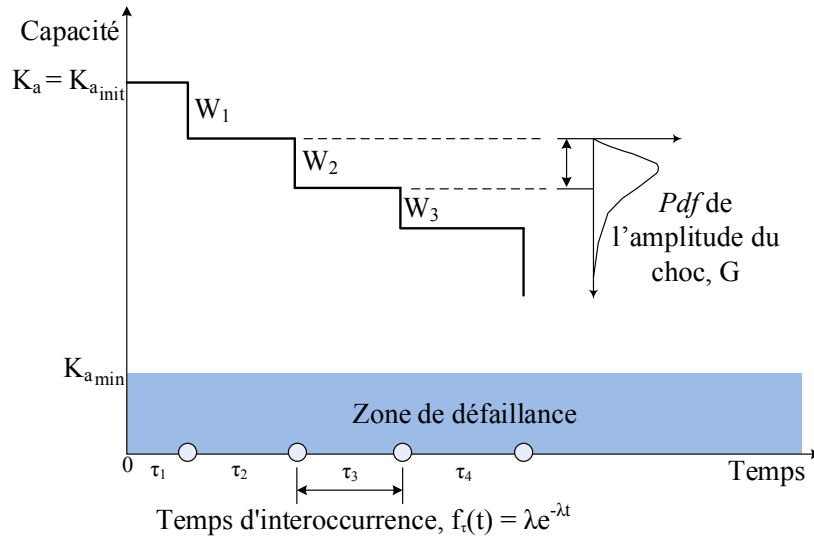 Capacité
K_a = K_a_init
W_1
W_2
W_3
Pdf de
l'amplitude du
choc, G
K_a_min
Zone de défaillance
0
τ_1 τ_2 τ_3 τ_4
Temps
Temps d'interoccurrence, f_τ(t) = λe^{-λt}